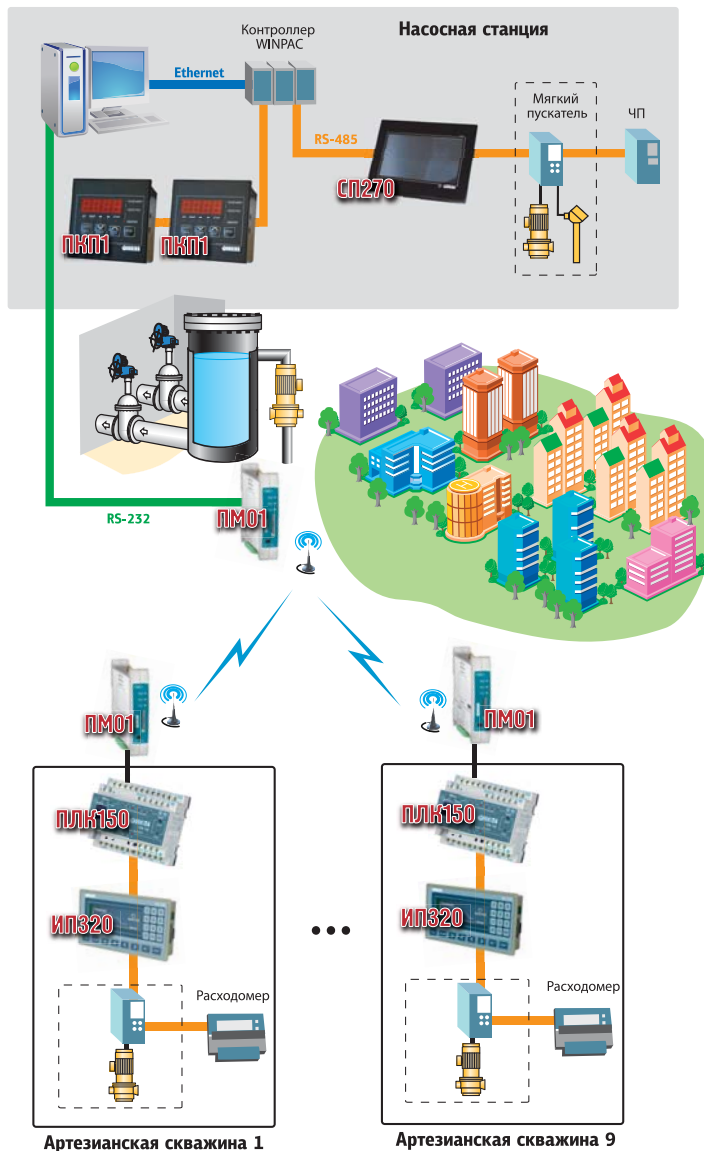 Насосная станция
Контроллер
WINPAC
Ethernet
RS-485
Мягкий
пускатель
ЧП
СП270
ПКП1
ПКП1
RS-232
ПМ01
ПМ01
ПМ01
ПЛК150
ПЛК150
ИП320
ИП320
Расходомер
Расходомер
Артезианская скважина 1
Артезианская скважина 9